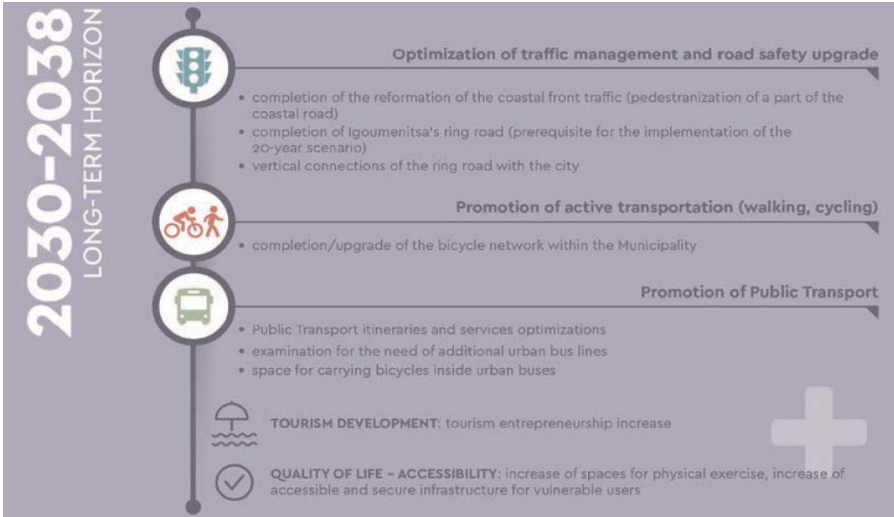 2030-2038
LONG-TERM HORIZON
Optimization of traffic management and road safety upgrade
• completion of the reformation of the coastal front traffic (pedestranization of a part of the
coastal road)
• completion of Igoumenitsa's ring road (prerequisite for the implementation of the
20-year scenario)
• vertical connections of the ring road with the city
Promotion of active transportation (walking, cycling)
• completion/upgrade of the bicycle network within the Municipality
Promotion of Public Transport
• Public Transport itineraries and services optimizations
• examination for the need of additional urban bus lines
• space for carrying bicycles inside urban buses
TOURISM DEVELOPMENT: tourism entrepreneurship increase
QUALITY OF LIFE – ACCESSIBILITY: increase of spaces for physical exercise, increase of
accessible and secure infrastructure for vulnerable users